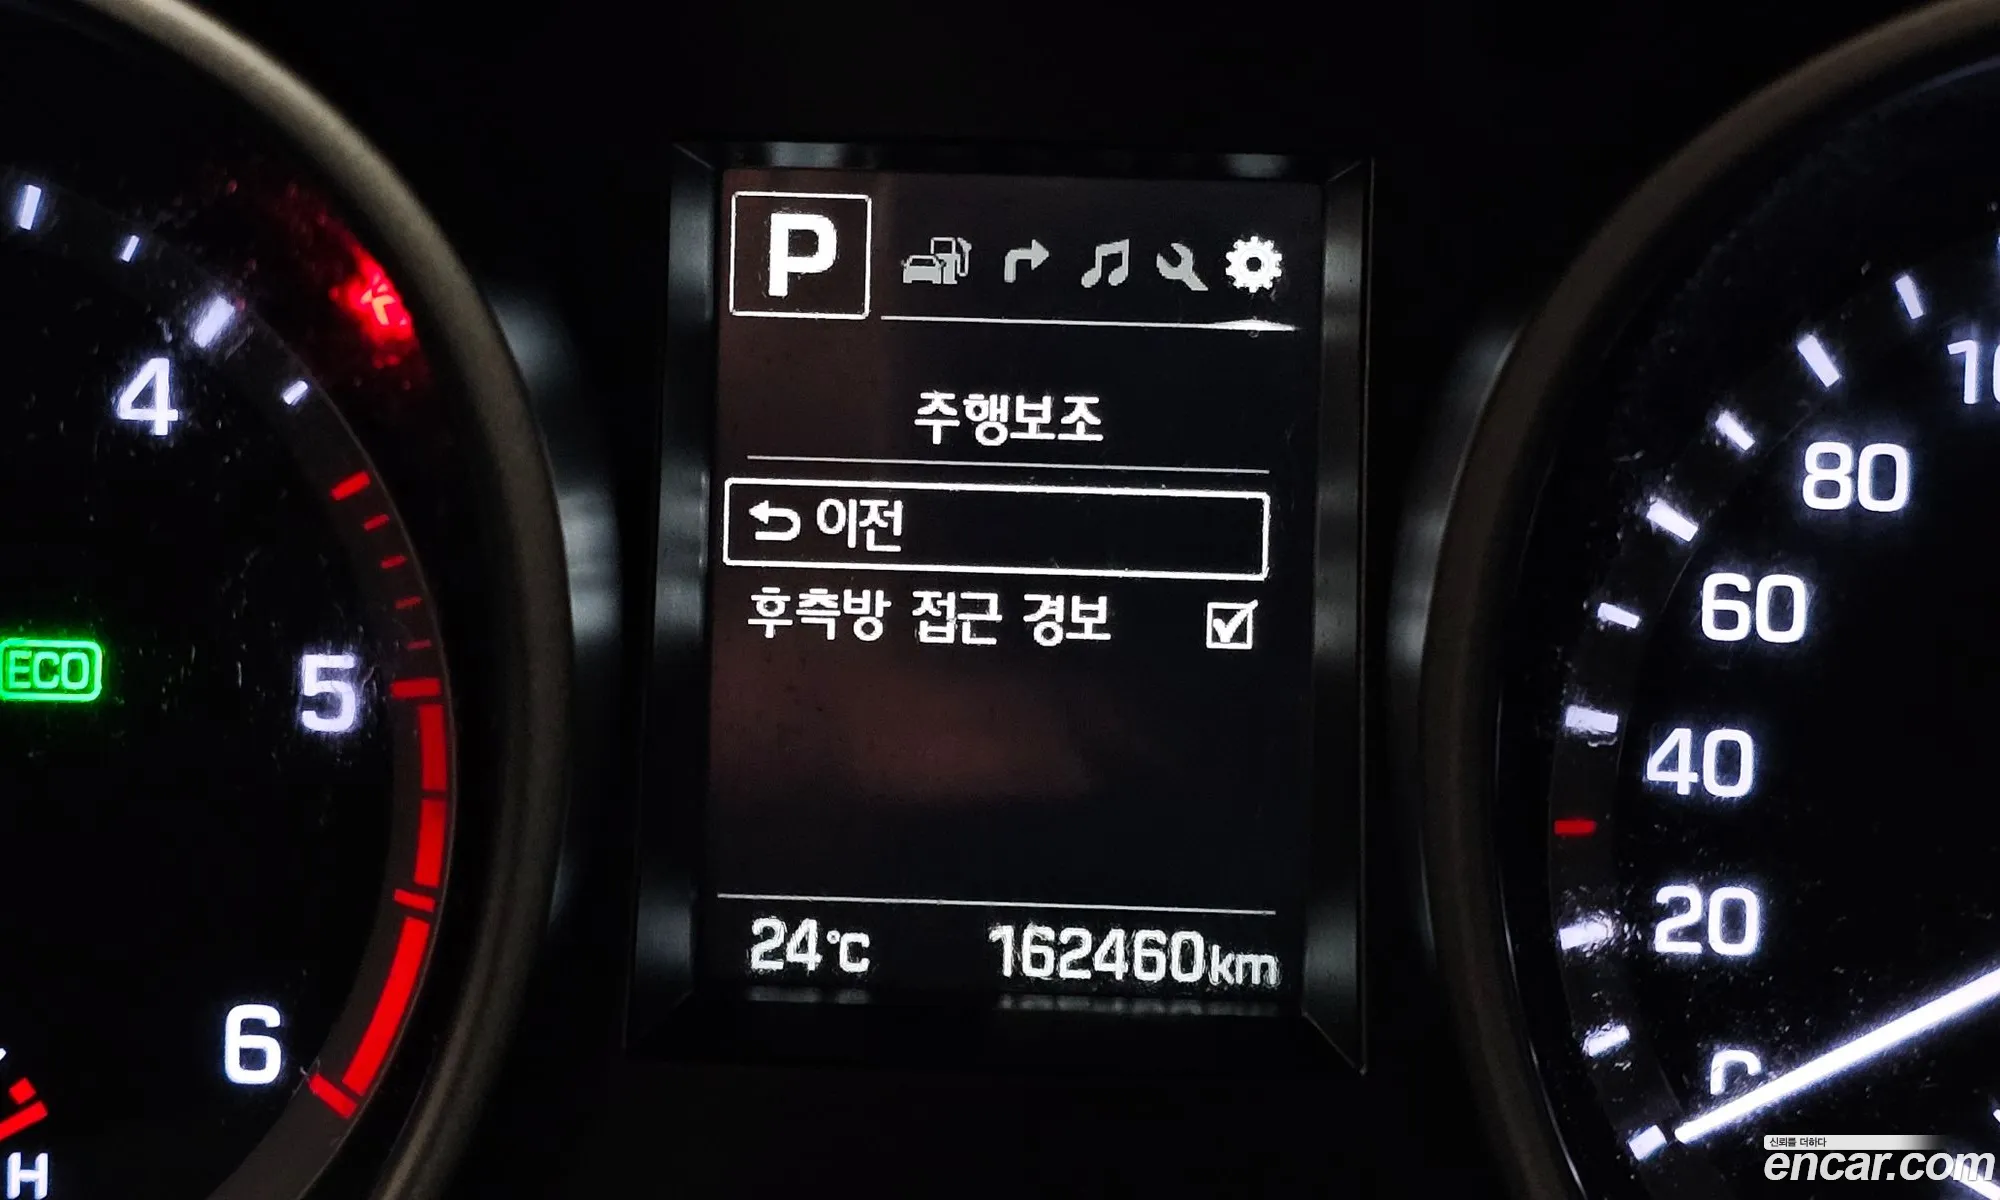 P
추행보조
이전
후측방 접근 경보
24℃ 162460km
4
5
6
H
ECO
80
60
40
20
신뢰를 더하다
encar.com